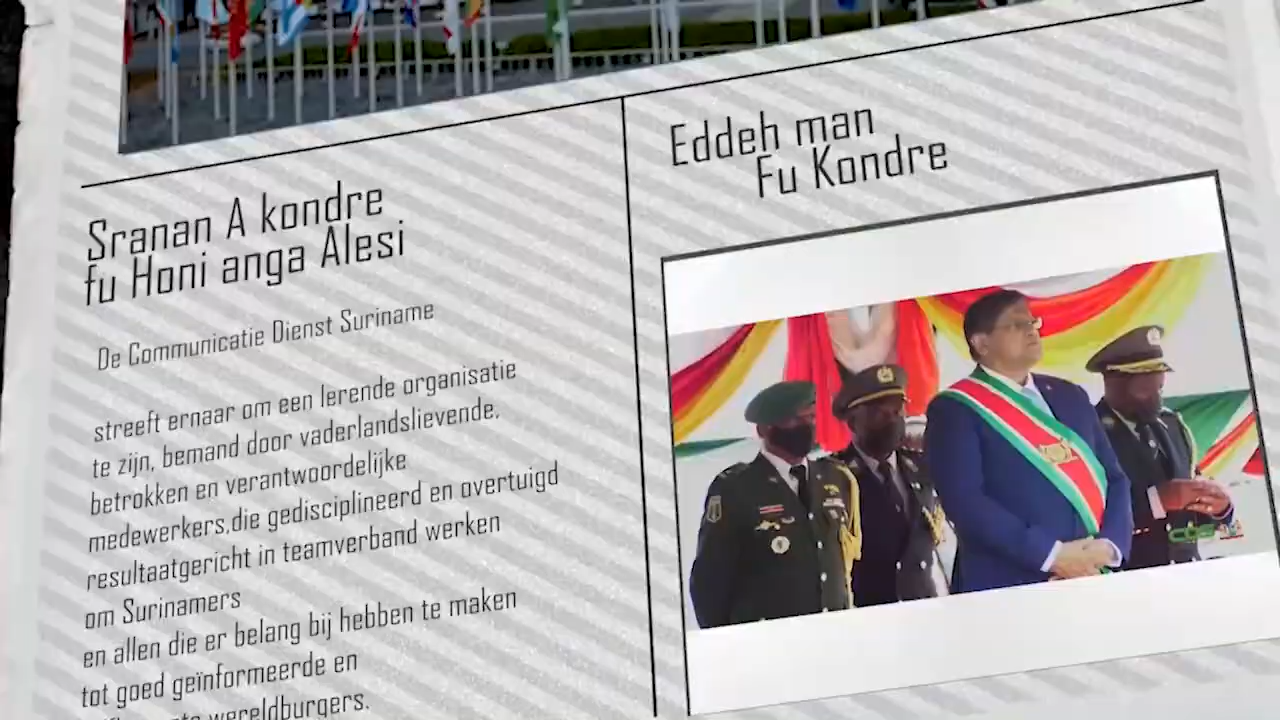 Sranan A kondre
fu Honi anga Alesi
De Communicatie Dienst Suriname
streeft ernaar om een lerende organisatie
te zijn, bemand door vaderlandslievende,
betrokken en verantwoordelijke
medewerkers,die gedisciplineerd en overtuigd
resultaatgericht in teamverband werken
om Surinamers
en allen die er belang bij hebben te maken
tot goed geïnformeerde en
wereldburgers.
Eddeh man
Fu Kondre